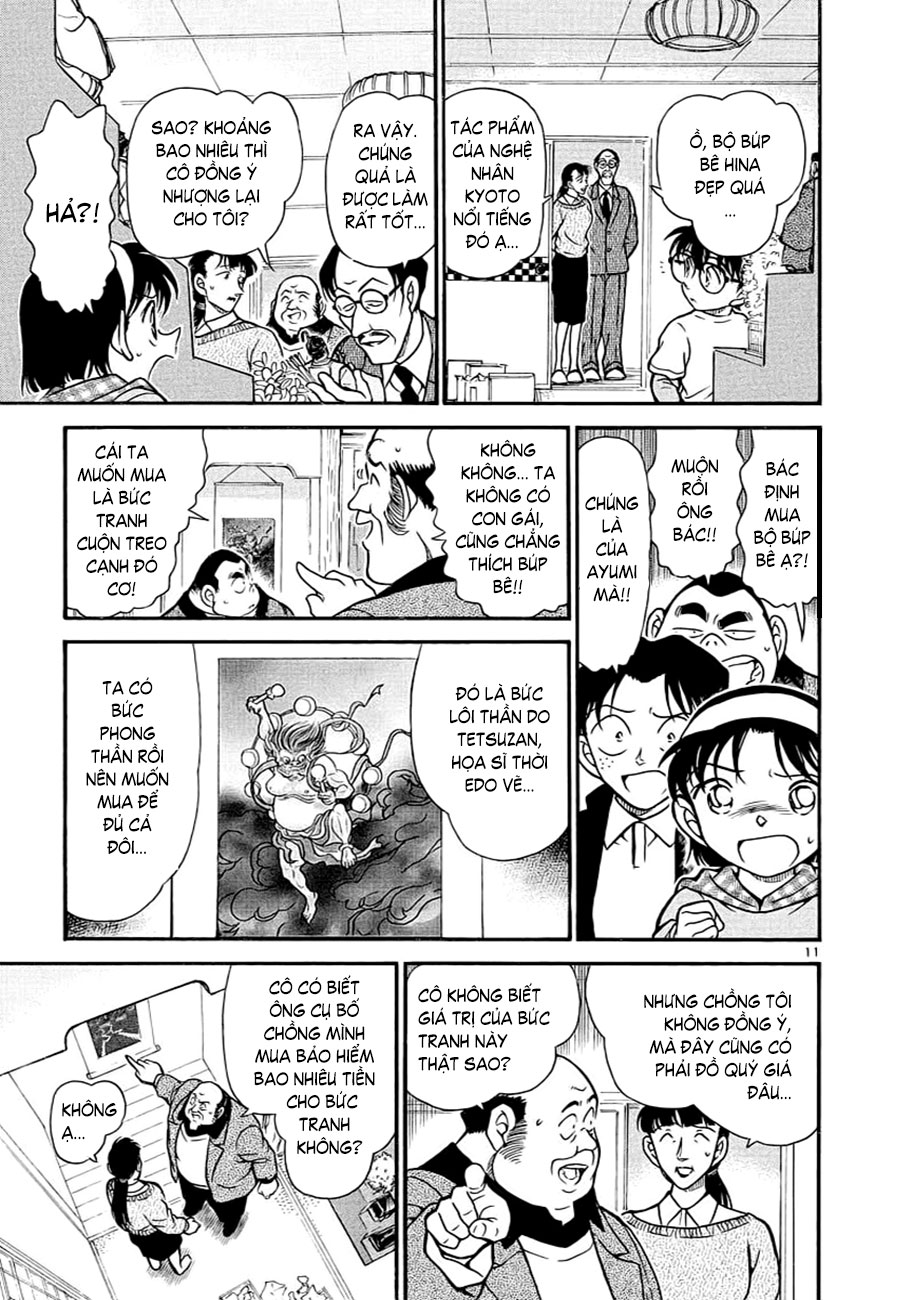 Ồ, BỘ BÚP
BÊ HINA
ĐẸP QUÁ
...
TÁC PHẨM
CỦA NGHỆ
NHÂN
KYOTO
NỔI TIẾNG
ĐÓ Ạ...
RA VẬY.
CHÚNG
QUẢ LÀ
ĐƯỢC LÀM
RẤT TỐT...
SAO? KHOẢNG
BAO NHIÊU THÌ
CÔ ĐỒNG Ý
NHƯỢNG LẠI
CHO TÔI?
HẢ?!
BÁC
ĐỊNH
MUA
BỘ BÚP
BÊ Ạ?!
MUỘN
RỒI
ÔNG
BÁC!!
CHÚNG
LÀ
CỦA
AYUMI
MÀ!!
KHÔNG
KHÔNG... TA
KHÔNG CÓ
CON GÁI,
CŨNG CHẲNG
THÍCH BÚP
BÊ!!
CÁI TA
MUỐN MUA
LÀ BỨC
TRANH
CUỘN TREO
CẠNH ĐÓ
CƠ!
ĐÓ LÀ BỨC
LÔI THẦN DO
TETSUZAN,
HỌA SĨ THỜI
EDO VẼ...
TA CÓ
BỨC
PHONG
THẦN RỒI
NÊN MUỐN
MUA ĐỂ
ĐỦ CẢ
ĐÔI...
11
NHƯNG CHỒNG TÔI
KHÔNG ĐỒNG Ý,
MÀ ĐÂY CŨNG CÓ
PHẢI ĐỒ QUÝ GIÁ
ĐÂU...
CÔ KHÔNG BIẾT
GIÁ TRỊ CỦA BỨC
TRANH NÀY
THẬT SAO?
CÔ CÓ BIẾT
ÔNG CỤ BỐ
CHỒNG MÌNH
MUA BẢO HIỂM
BAO NHIÊU TIỀN
CHO BỨC
TRANH
KHÔNG?
KHÔNG
Ạ...